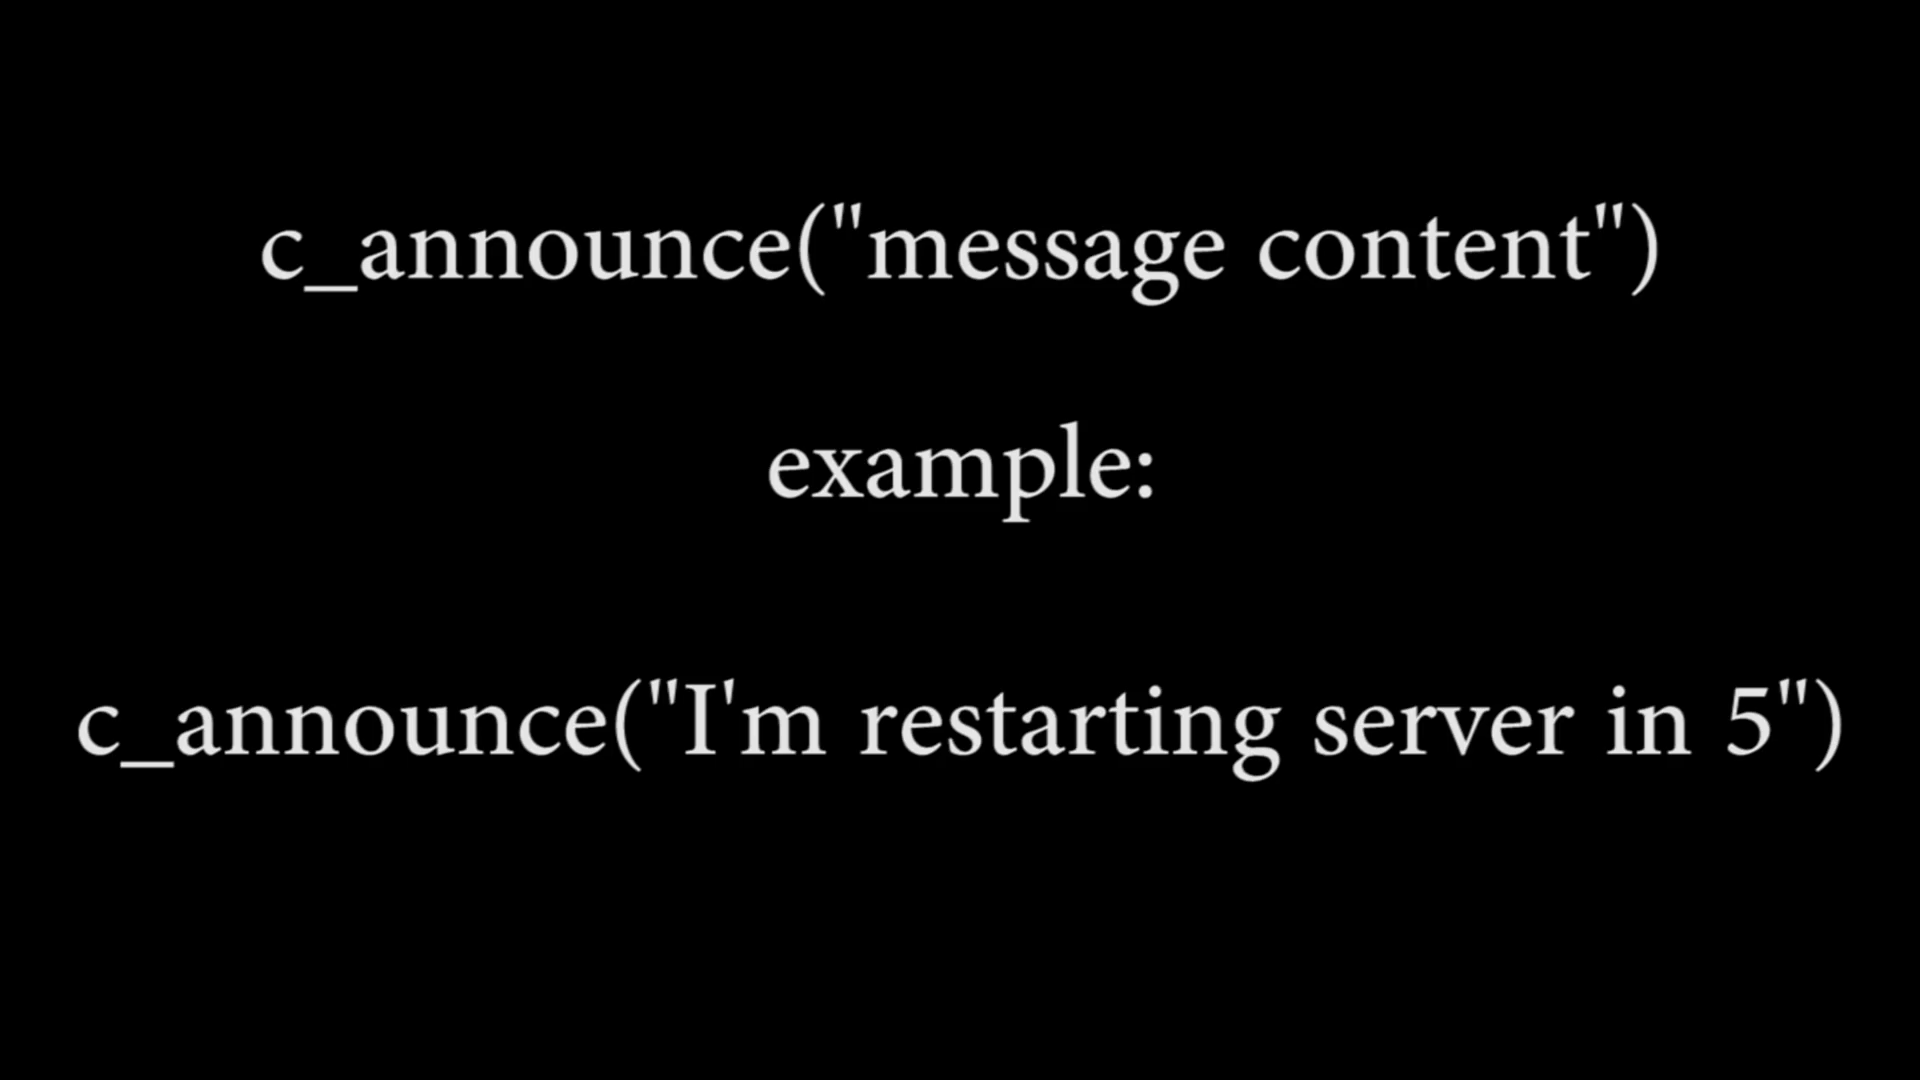 c_announce("message content")
example:
c_announce("I'm restarting server in 5")